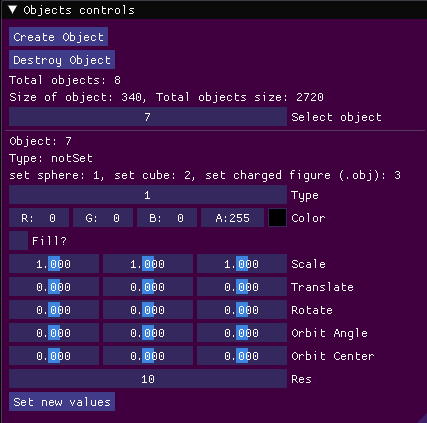 Objects controls
Create Object
Destroy Object
Total objects: 8
Size of object: 340, Total objects size: 2720
7 Select object
Object: 7
Type: notSet
set sphere: 1, set cube: 2, set charged figure (.obj): 3
1 Type
R: 0 G: 0 B: 0 A:255 Color
Fill?
1.000 1.000 1.000 Scale
0.000 0.000 0.000 Translate
0.000 0.000 0.000 Rotate
0.000 0.000 0.000 Orbit Angle
0.000 0.000 0.000 Orbit Center
10 Res
Set new values